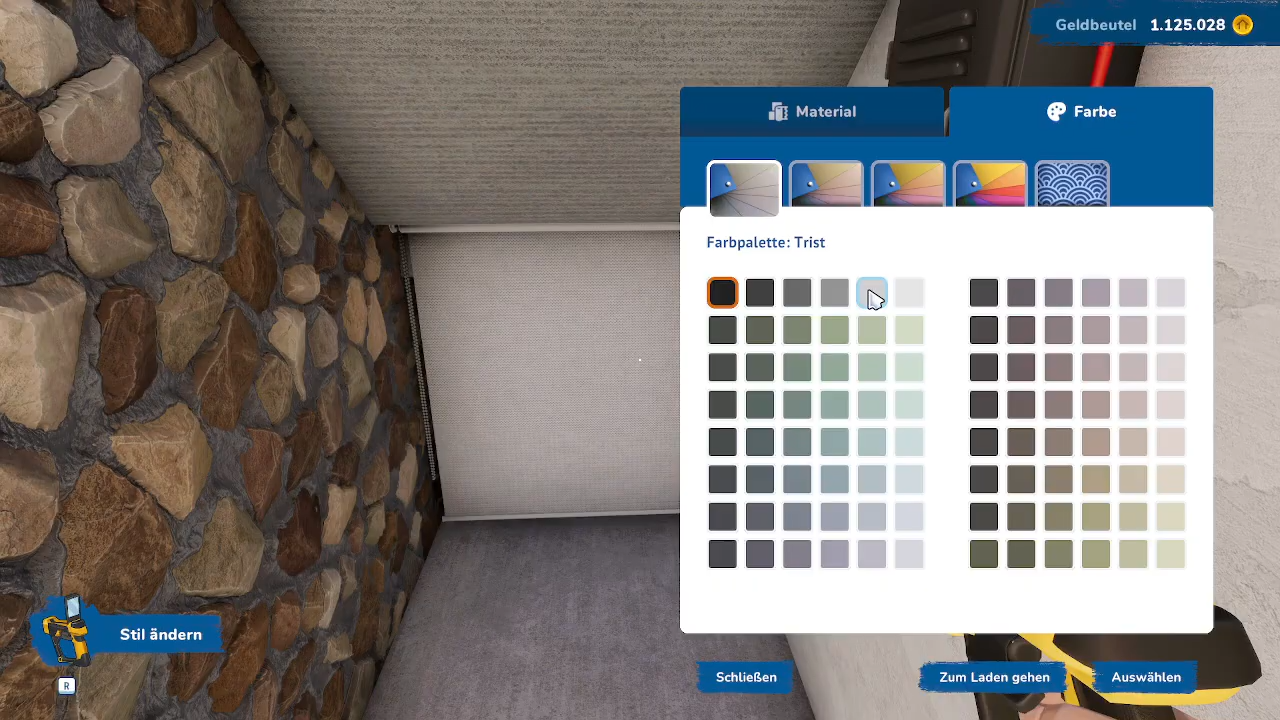 Geldbeutel 1.125.028
Material
Farbe
Farbpalette: Trist
Stil ändern
R
Schließen
Zum Laden gehen
Auswählen